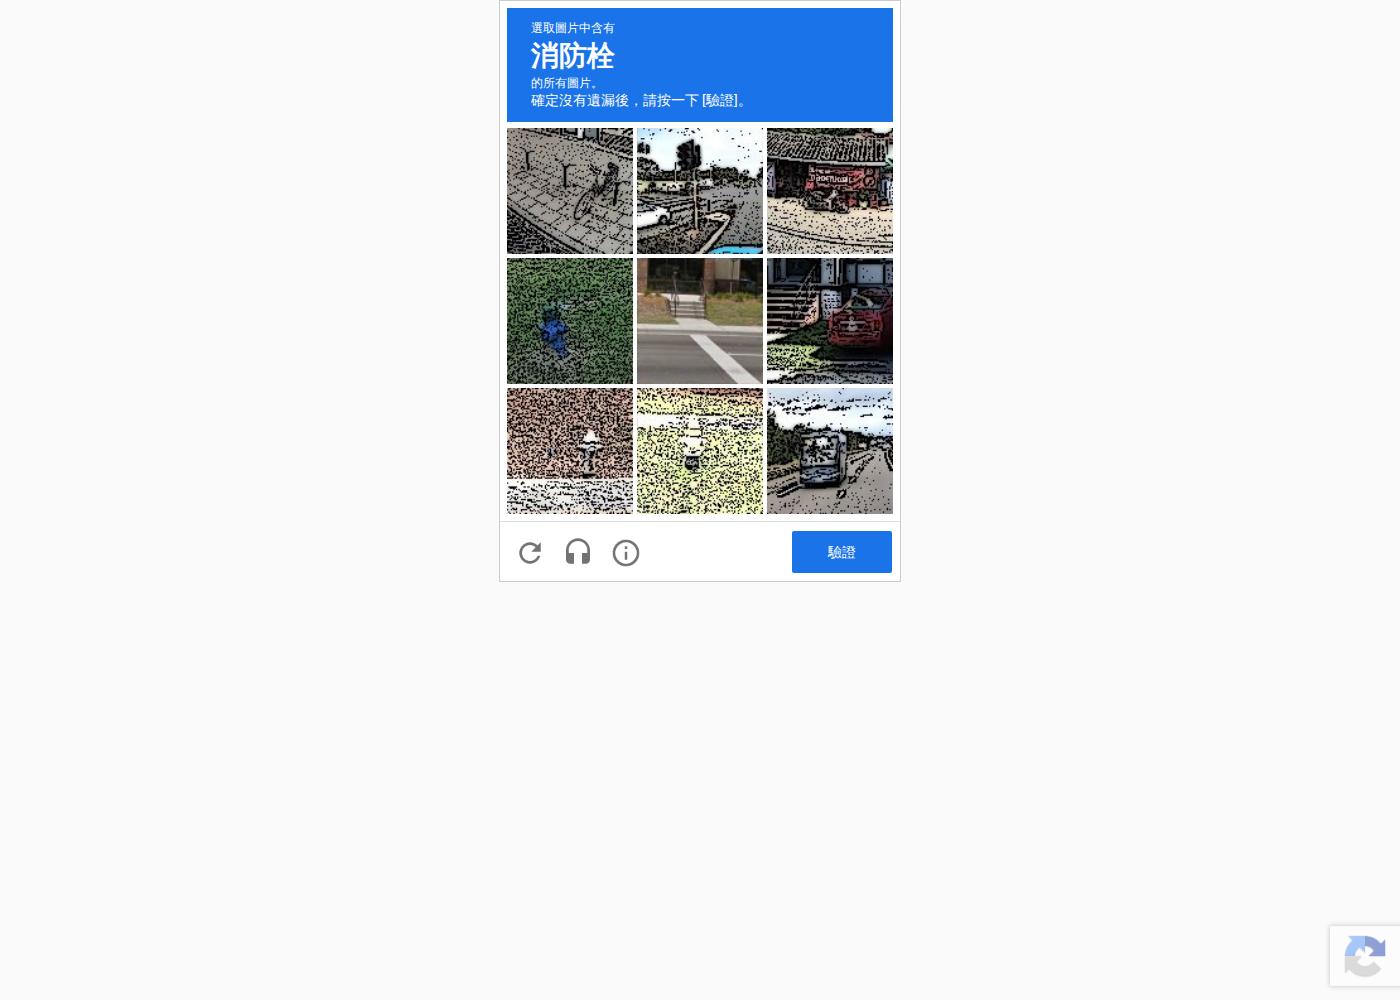 選取圖片中含有
消防栓
的所有圖片。
確定沒有遺漏後，請按一下 [驗證]。
驗證